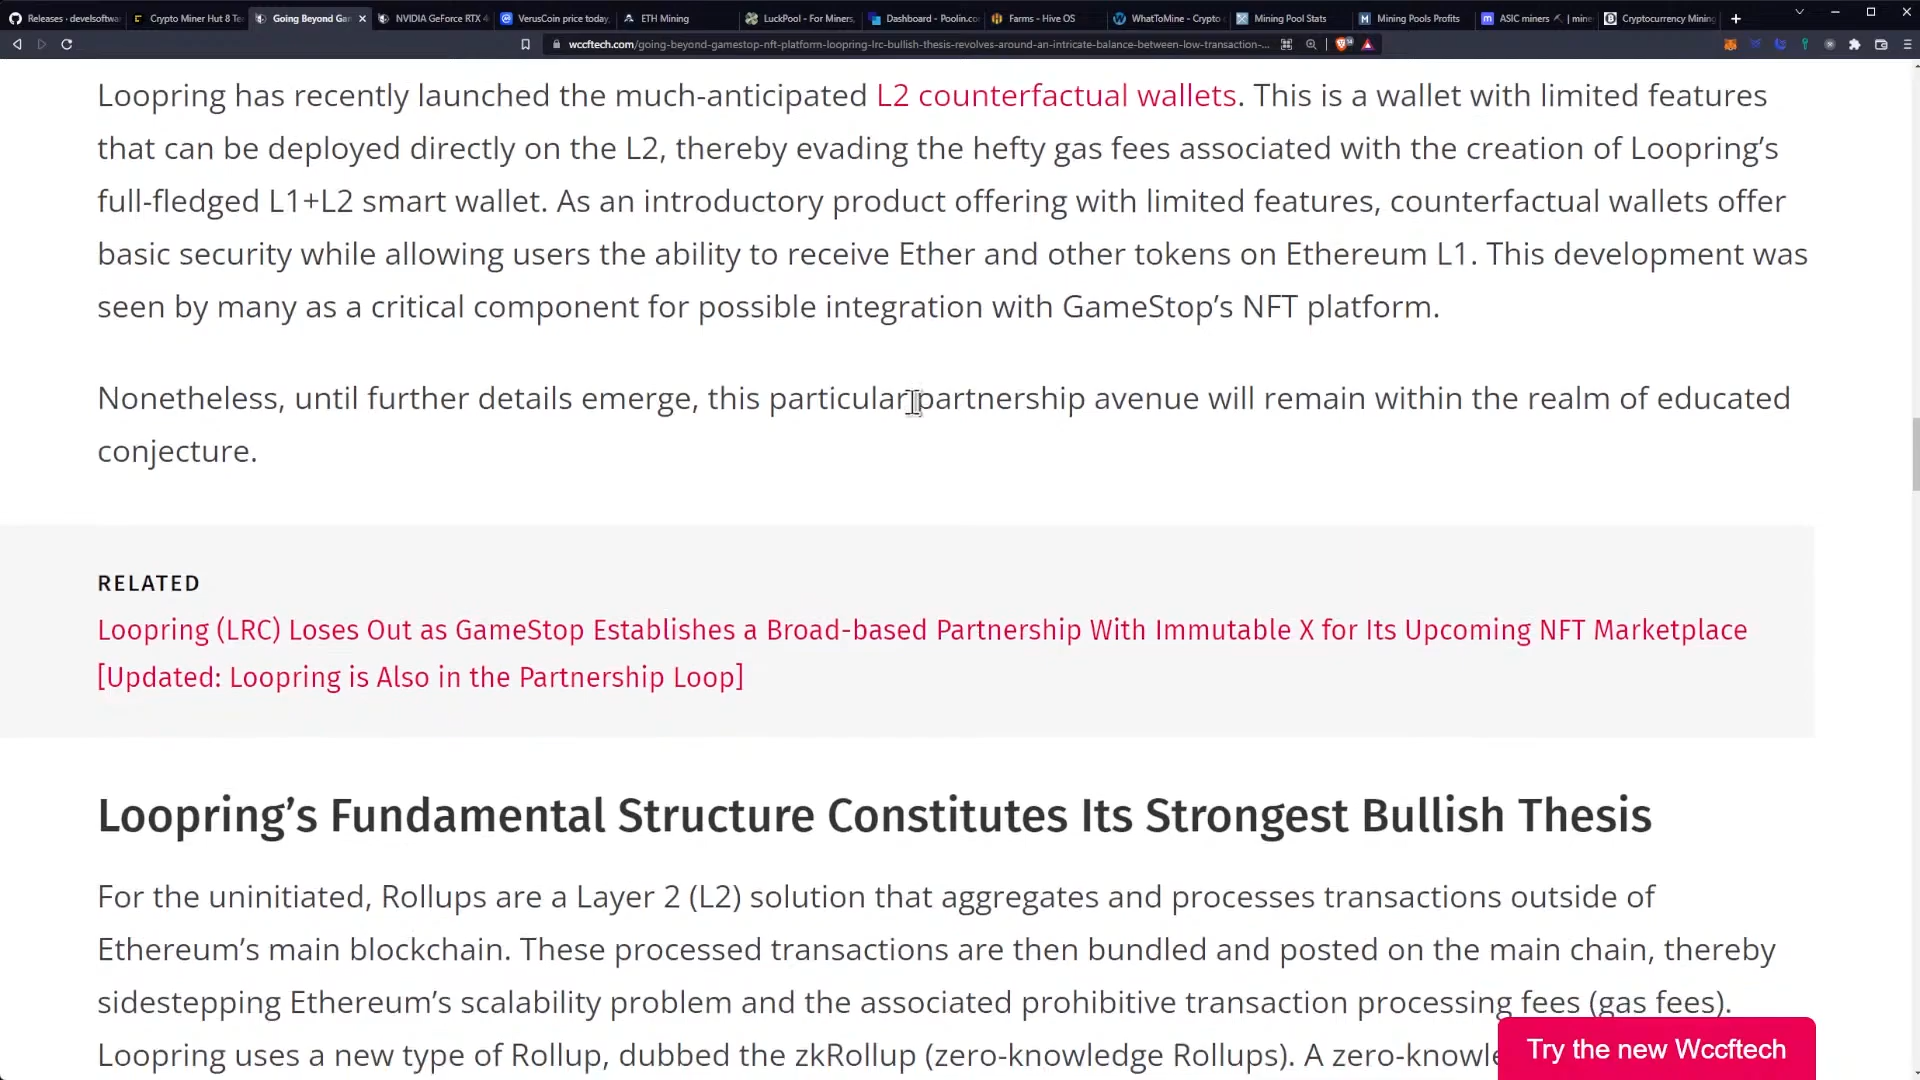 Releases · develsoftwa
Crypto Miner Hut 8 Te
Going Beyond Gam
NVIDIA GeForce RTX 4
VerusCoin price today,
ETH Mining
LuckPool - For Miners,
Dashboard - Poolin.co
Farms - Hive OS
WhatToMine - Crypto
Mining Pool Stats
Mining Pools Profits
ASIC miners | mine
Cryptocurrency Mining
wccftech.com/going-beyond-gamestop-nft-platform-loopring-lrc-bullish-thesis-revolves-around-an-intricate-balance-between-low-transaction-...
Loopring has recently launched the much-anticipated L2 counterfactual wallets. This is a wallet with limited features
that can be deployed directly on the L2, thereby evading the hefty gas fees associated with the creation of Loopring’s
full-fledged L1+L2 smart wallet. As an introductory product offering with limited features, counterfactual wallets offer
basic security while allowing users the ability to receive Ether and other tokens on Ethereum L1. This development was
seen by many as a critical component for possible integration with GameStop’s NFT platform.
Nonetheless, until further details emerge, this particular partnership avenue will remain within the realm of educated
conjecture.
RELATED
Loopring (LRC) Loses Out as GameStop Establishes a Broad-based Partnership With Immutable X for Its Upcoming NFT Marketplace
[Updated: Loopring is Also in the Partnership Loop]
Loopring’s Fundamental Structure Constitutes Its Strongest Bullish Thesis
For the uninitiated, Rollups are a Layer 2 (L2) solution that aggregates and processes transactions outside of
Ethereum’s main blockchain. These processed transactions are then bundled and posted on the main chain, thereby
sidestepping Ethereum’s scalability problem and the associated prohibitive transaction processing fees (gas fees).
Loopring uses a new type of Rollup, dubbed the zkRollup (zero-knowledge Rollups). A zero-knowle
Try the new Wccftech